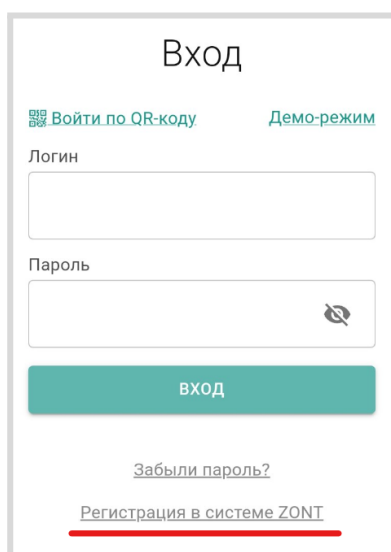 Вход
Войти по QR-коду Демо-режим
Логин
Пароль
ВХОД
Забыли пароль?
Регистрация в системе ZONT